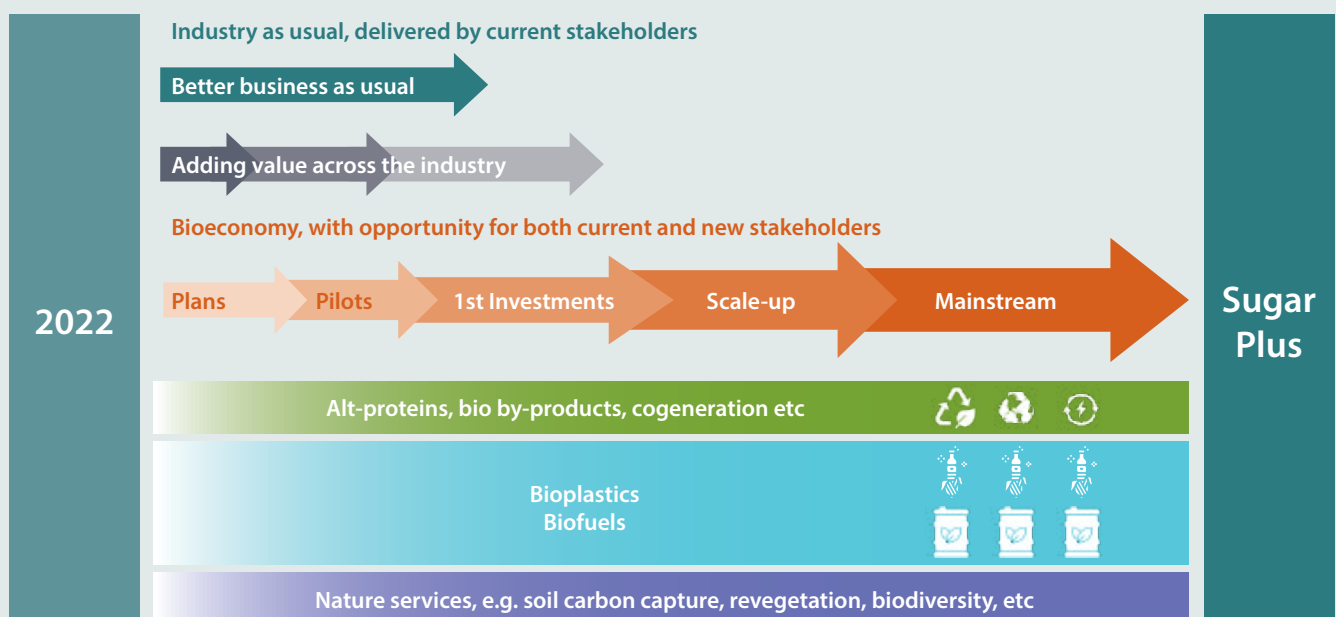 Industry as usual, delivered by current stakeholders
Better business as usual
Adding value across the industry
Bioeconomy, with opportunity for both current and new stakeholders
2022
Plans
Pilots
1st Investments
Scale-up
Mainstream
Sugar
Plus
Alt-proteins, bio by-products, cogeneration etc
Bioplastics
Biofuels
Nature services, e.g. soil carbon capture, revegetation, biodiversity, etc